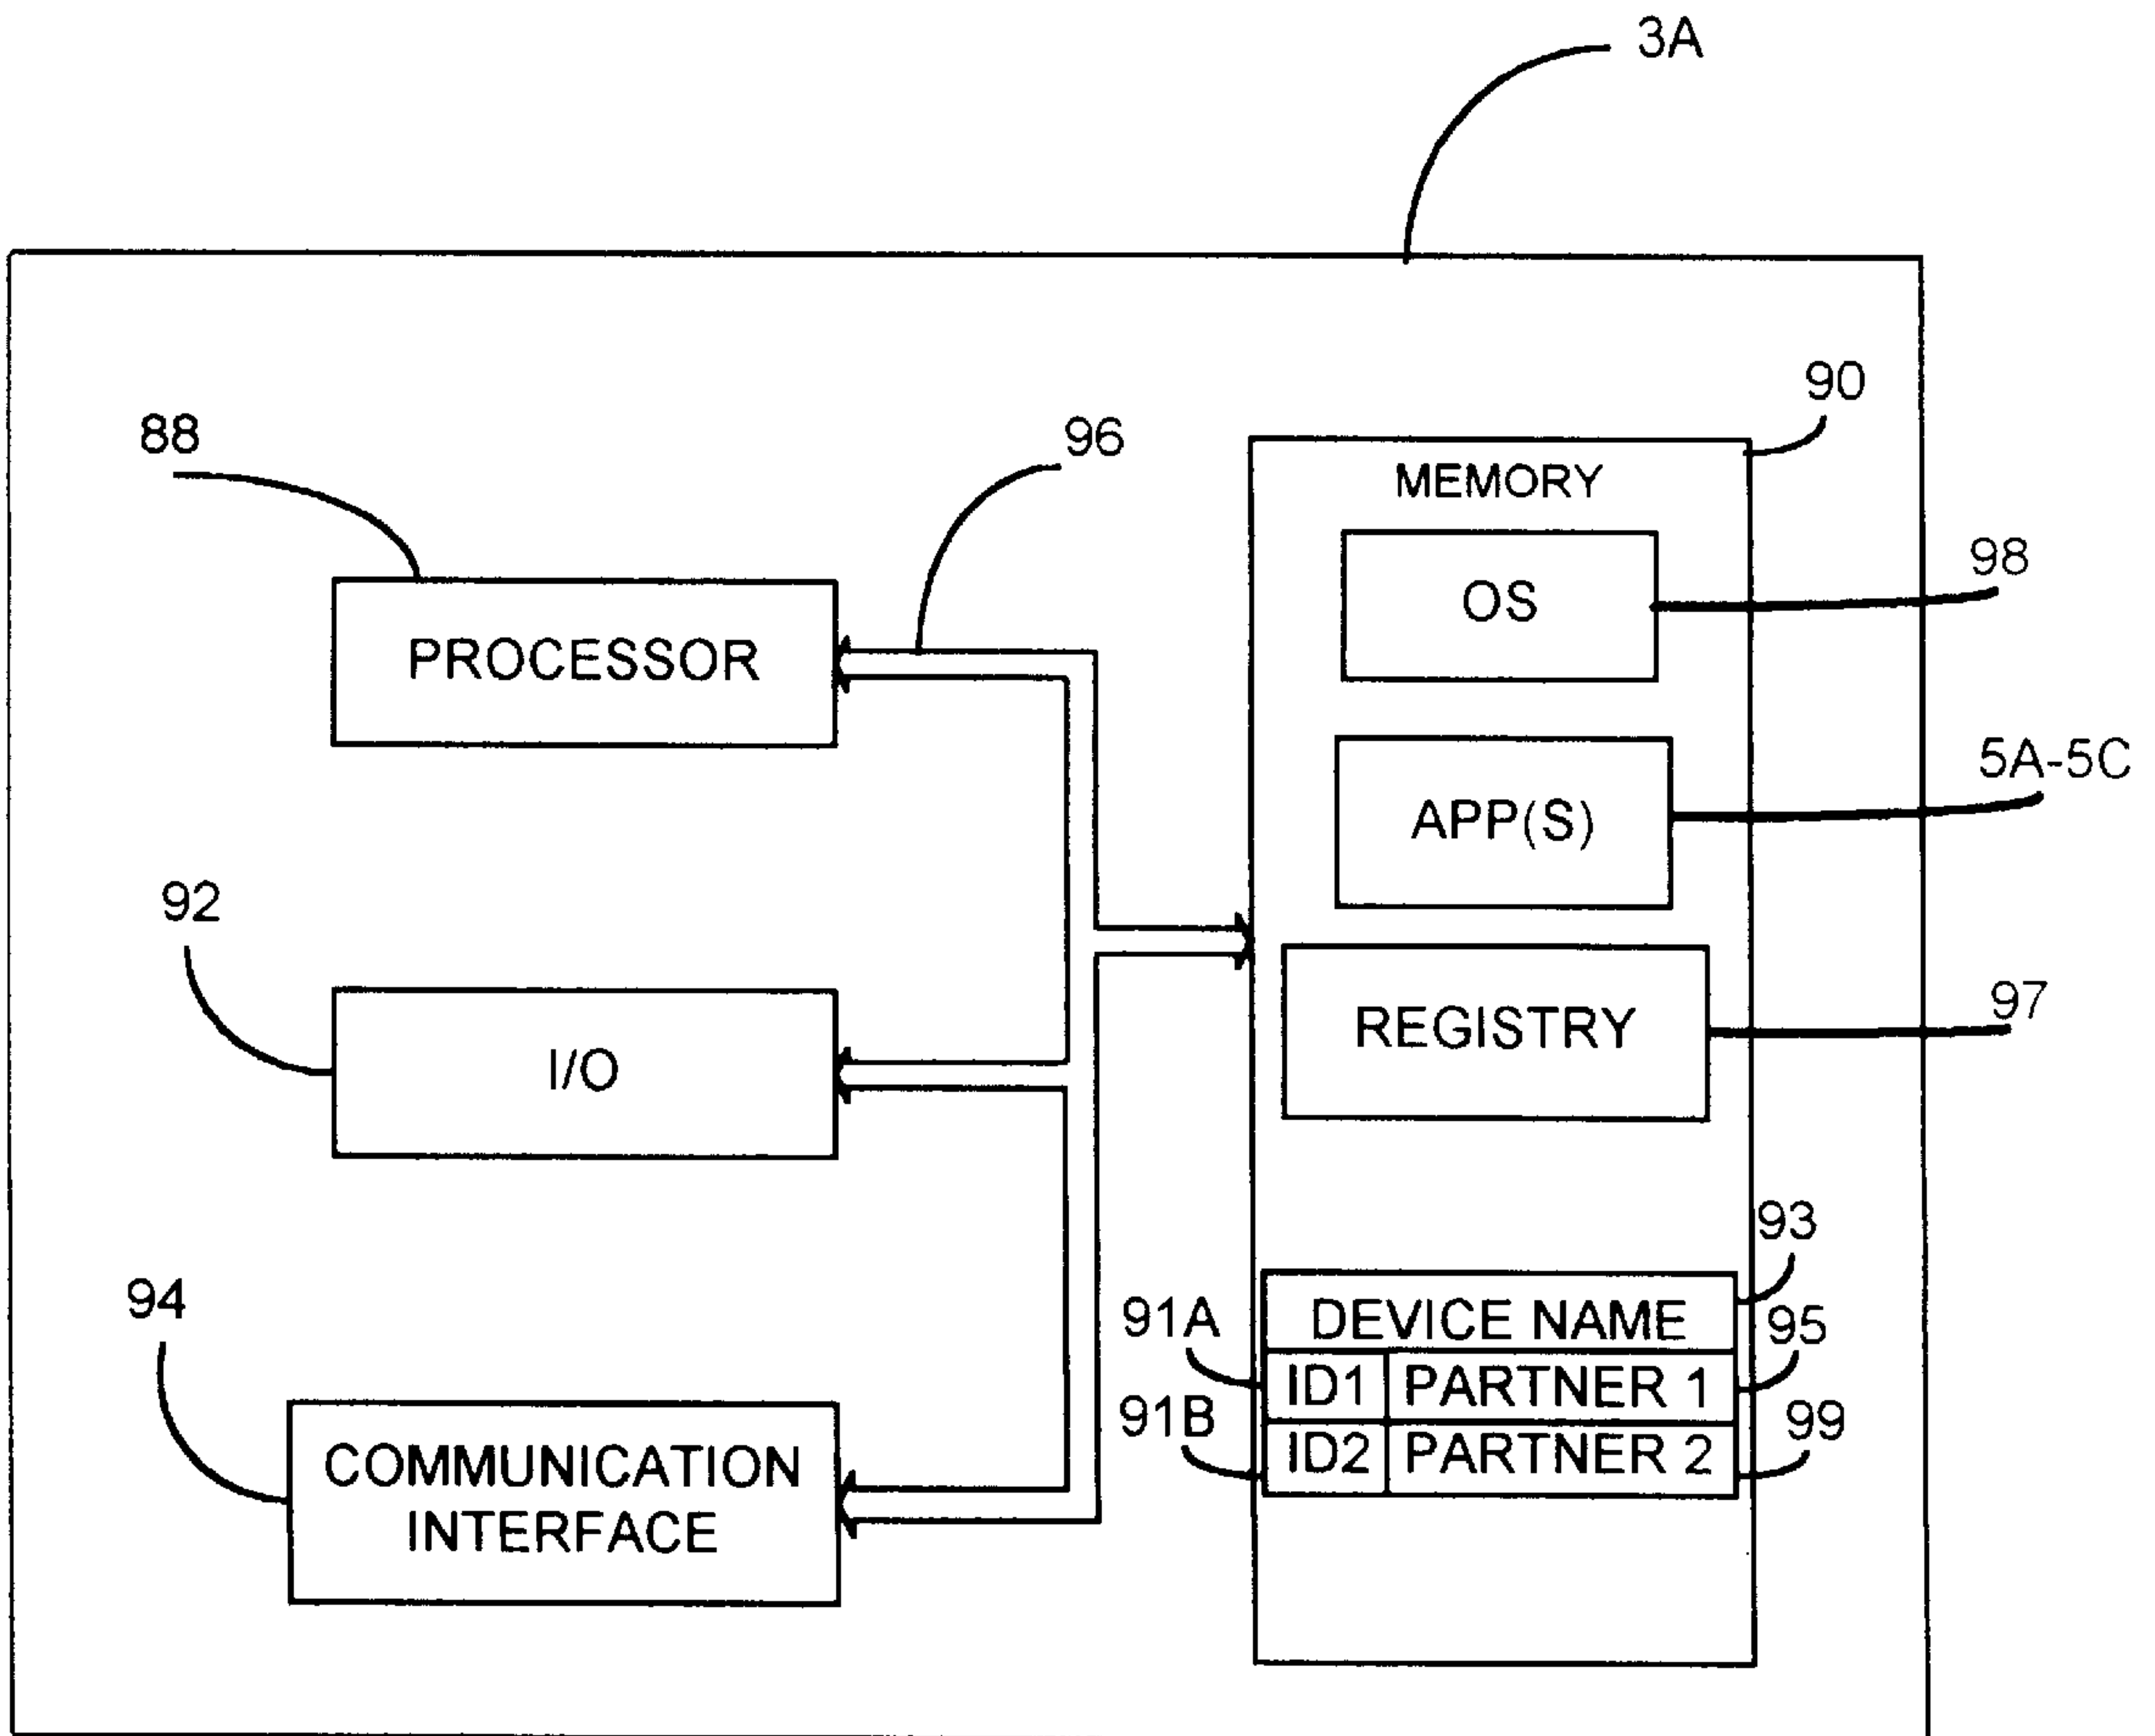 3A
90
88
96
MEMORY
98
OS
PROCESSOR
5A-5C
APP(S)
92
97
REGISTRY
I/O
93
94
91A
DEVICE NAME
95
ID1 PARTNER 1
91B
99
ID2 PARTNER 2
COMMUNICATION
INTERFACE